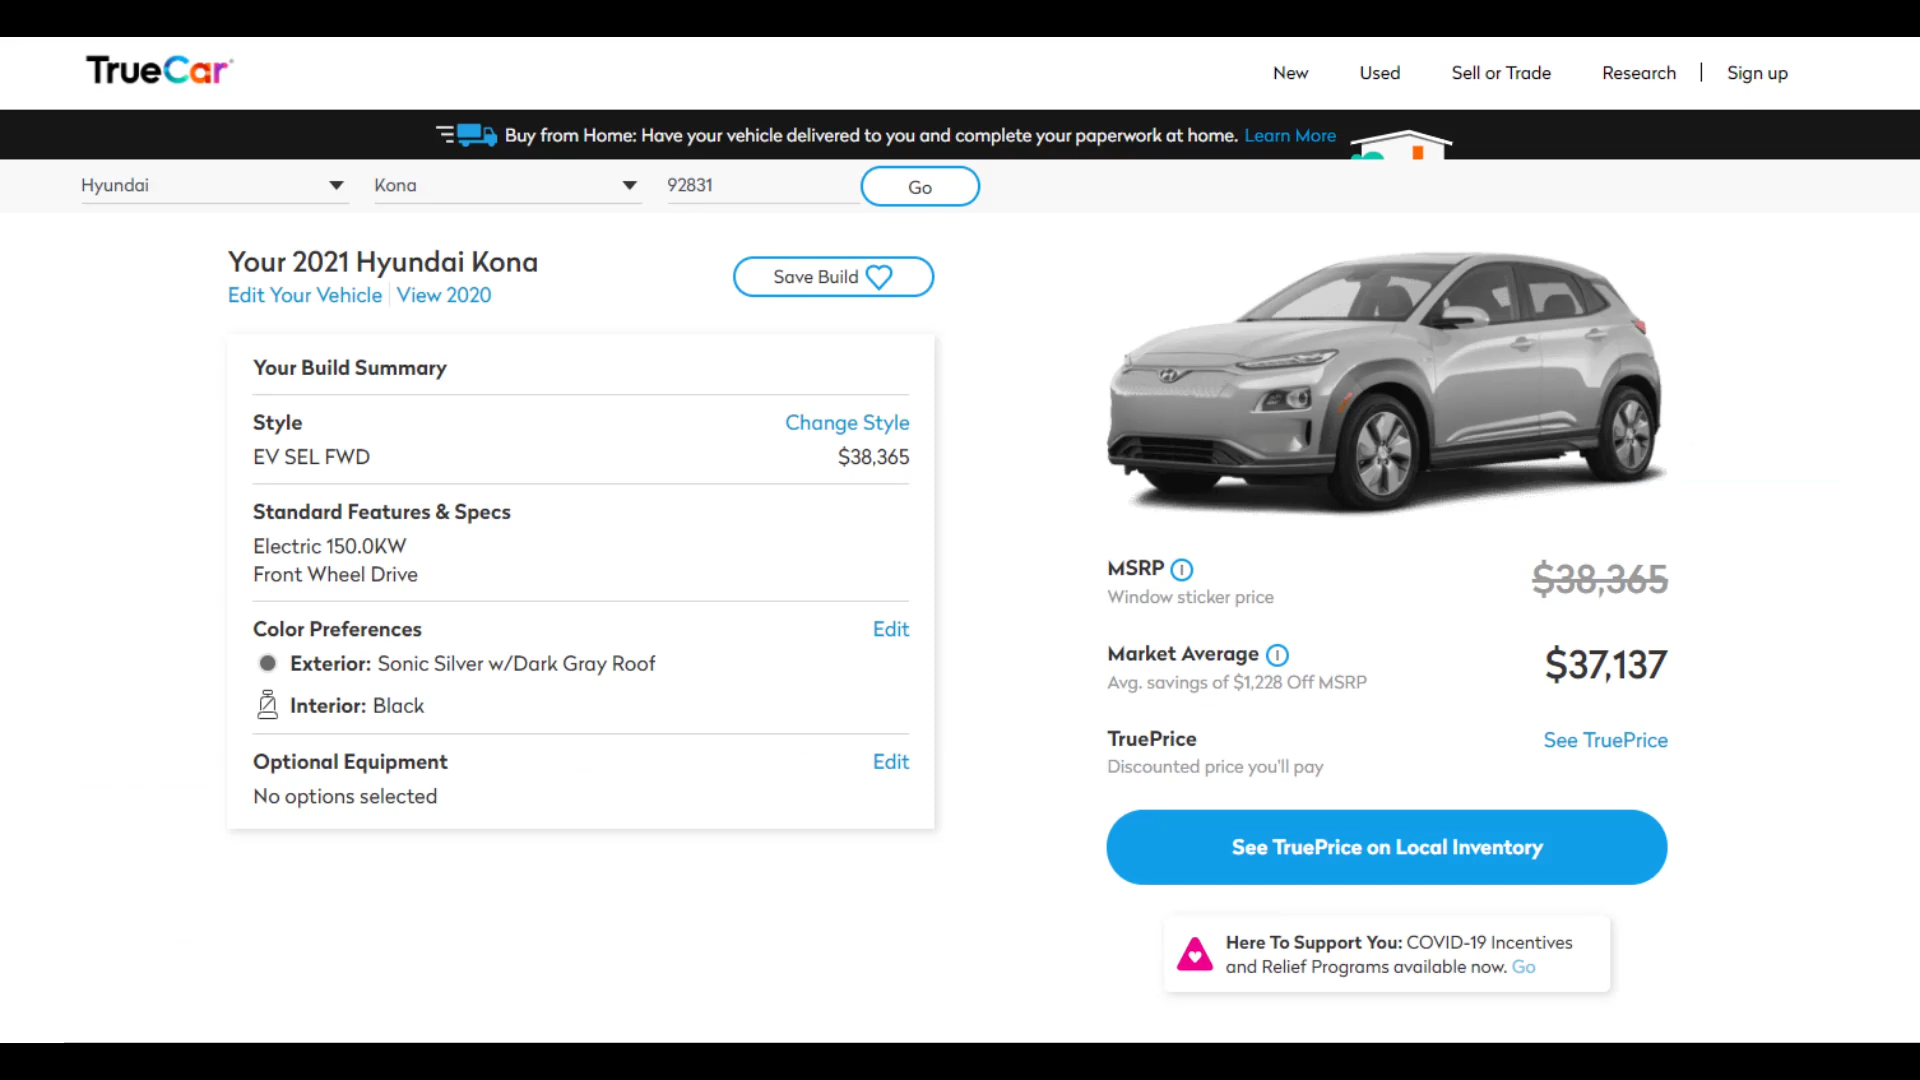 TrueCar
New Used Sell or Trade Research | Sign up
Buy from Home: Have your vehicle delivered to you and complete your paperwork at home. Learn More
Hyundai Kona 92831 Go
Your 2021 Hyundai Kona
Save Build
Edit Your Vehicle | View 2020
Your Build Summary
Style Change Style
EV SEL FWD $38,365
Standard Features & Specs
Electric 150.0KW
Front Wheel Drive
Color Preferences Edit
Exterior: Sonic Silver w/Dark Gray Roof
Interior: Black
Optional Equipment Edit
No options selected
MSRP $38,365
Window sticker price
Market Average $37,137
Avg. savings of $1,228 Off MSRP
TruePrice See TruePrice
Discounted price you'll pay
See TruePrice on Local Inventory
Here To Support You: COVID-19 Incentives
and Relief Programs available now. Go